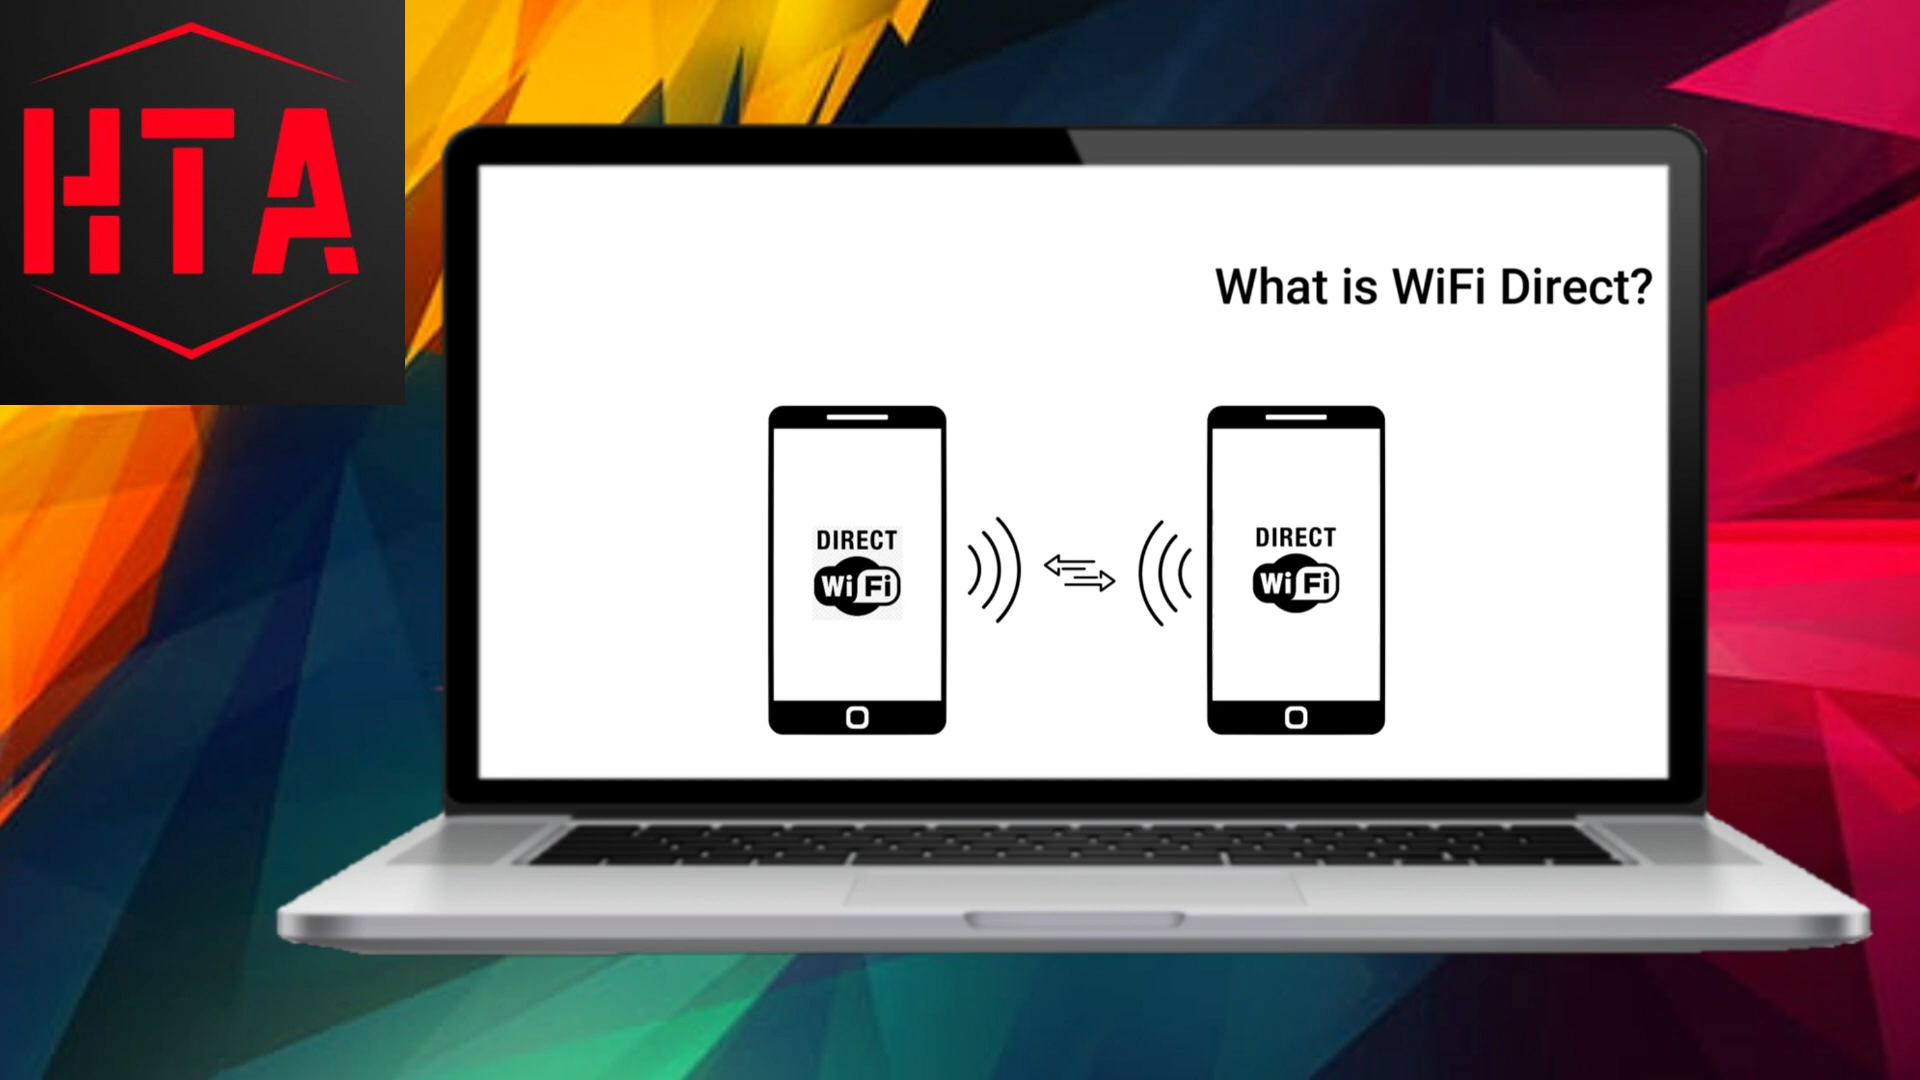 HTA
What is WiFi Direct?
DIRECT
WiFi
DIRECT
WiFi